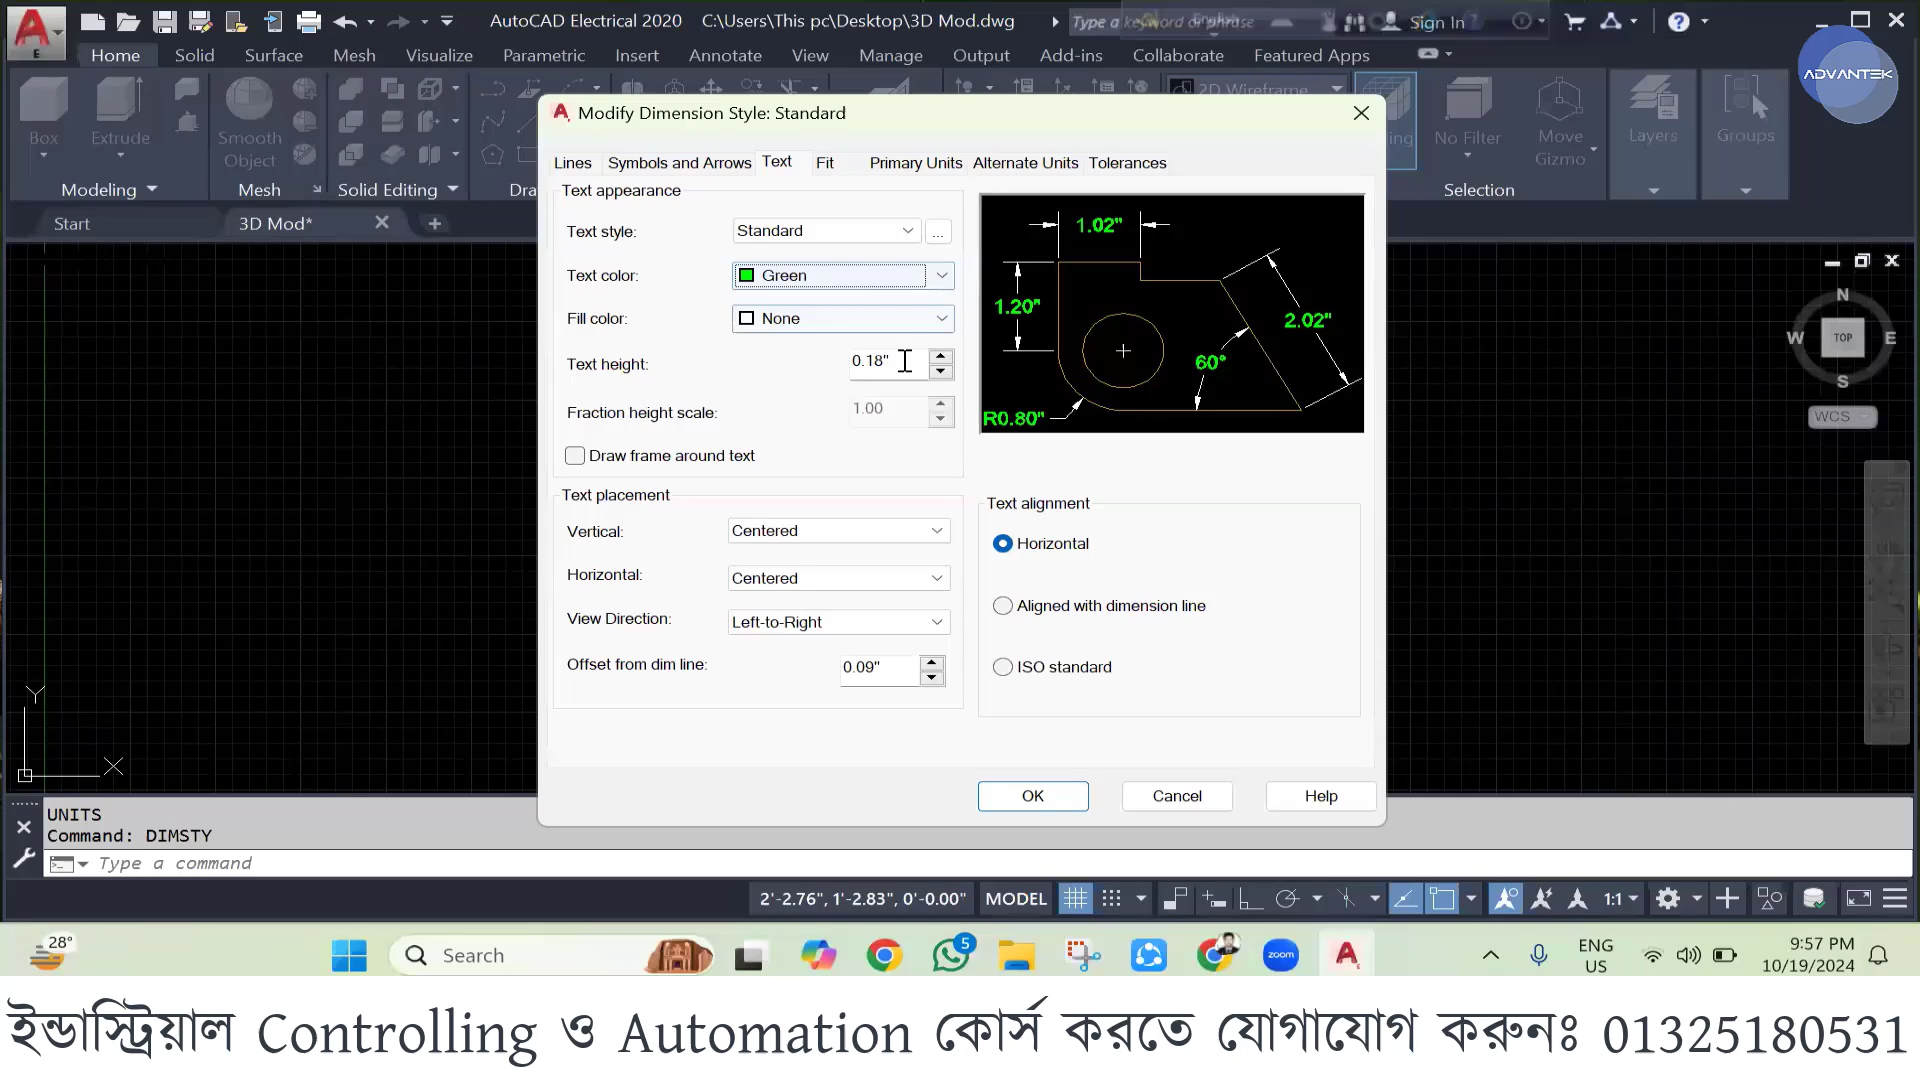 AutoCAD Electrical 2020 C:\Users\This pc\Desktop\3D Mod.dwg
Type a keyword or phrase
Sign In
ADVANTEK
Home Solid Surface Mesh Visualize Parametric Insert Annotate View Manage Output Add-ins Collaborate Featured Apps
Box
Extrude
Smooth
Object
2D Wireframe
No Filter
Move
Gizmo
Layers
Groups
Modeling
Mesh
Solid Editing
Selection
Start
3D Mod*
Modify Dimension Style: Standard
Lines Symbols and Arrows Text Fit Primary Units Alternate Units Tolerances
Text appearance
Text style: Standard ...
Text color: Green
Fill color: None
Text height: 0.18"
Fraction height scale: 1.00
Draw frame around text
1.02"
1.20"
2.02"
60°
R0.80"
Text placement
Vertical: Centered
Horizontal: Centered
View Direction: Left-to-Right
Offset from dim line: 0.09"
Text alignment
Horizontal
Aligned with dimension line
ISO standard
OK Cancel Help
N
W TOP E
S
WCS
Y
X
UNITS
Command: DIMSTY
Type a command
2'-2.76", 1'-2.83", 0'-0.00" MODEL
1:1
28°
Search
5
zoom
ENG
US
9:57 PM
10/19/2024
ইন্ডাস্ট্রিয়াল Controlling ও Automation কোর্স করতে যোগাযোগ করুনঃ 01325180531